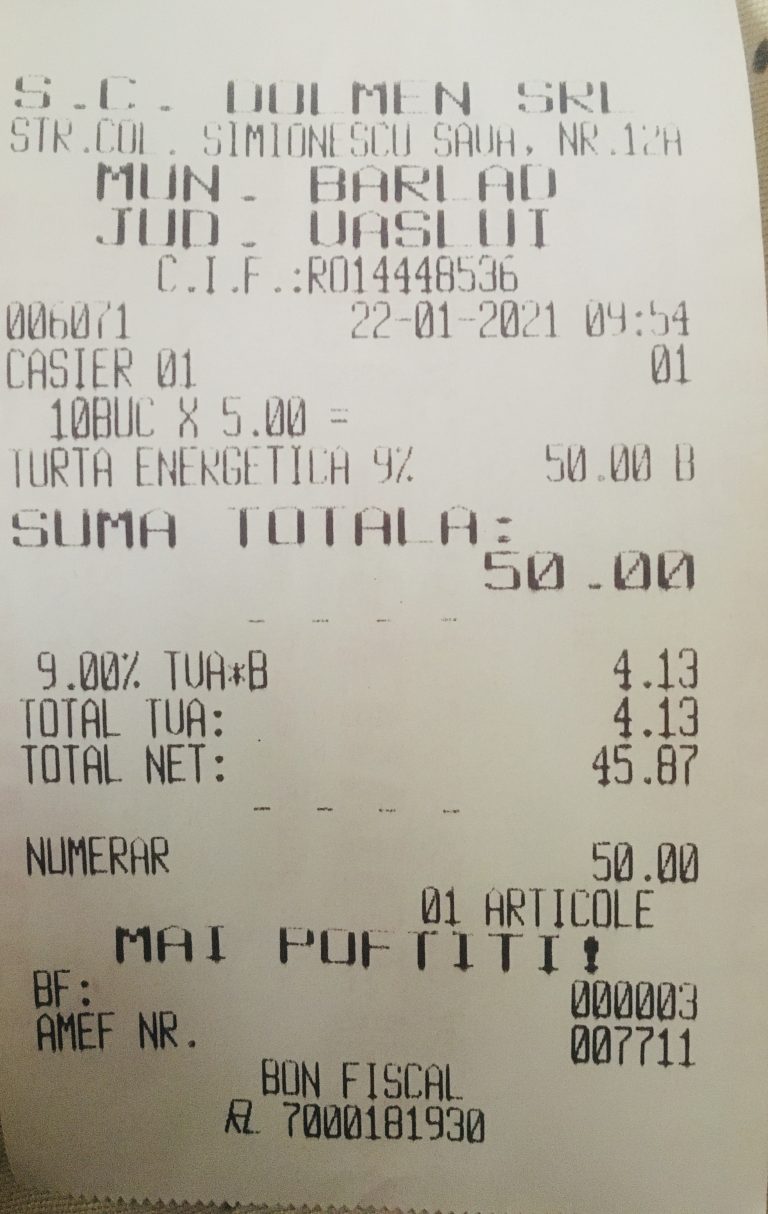 S.C. DOLMEN SRL
STR.COL. SIMIONESCU SAVA, NR.12A
MUN. BARLAD
JUD. VASLUI
C.I.F.:RO14448536
006071 22-01-2021 09:54
CASIER 01 01
10BUC X 5.00 =
TURTA ENERGETICA 9% 50.00 B
SUMA TOTALA:
50.00
- - - -
9.00% TVA*B 4.13
TOTAL TVA: 4.13
TOTAL NET: 45.87
- - - -
NUMERAR 50.00
01 ARTICOLE
MAI POFTITI!
BF: 000003
AMEF NR. 007711
BON FISCAL
7000181930